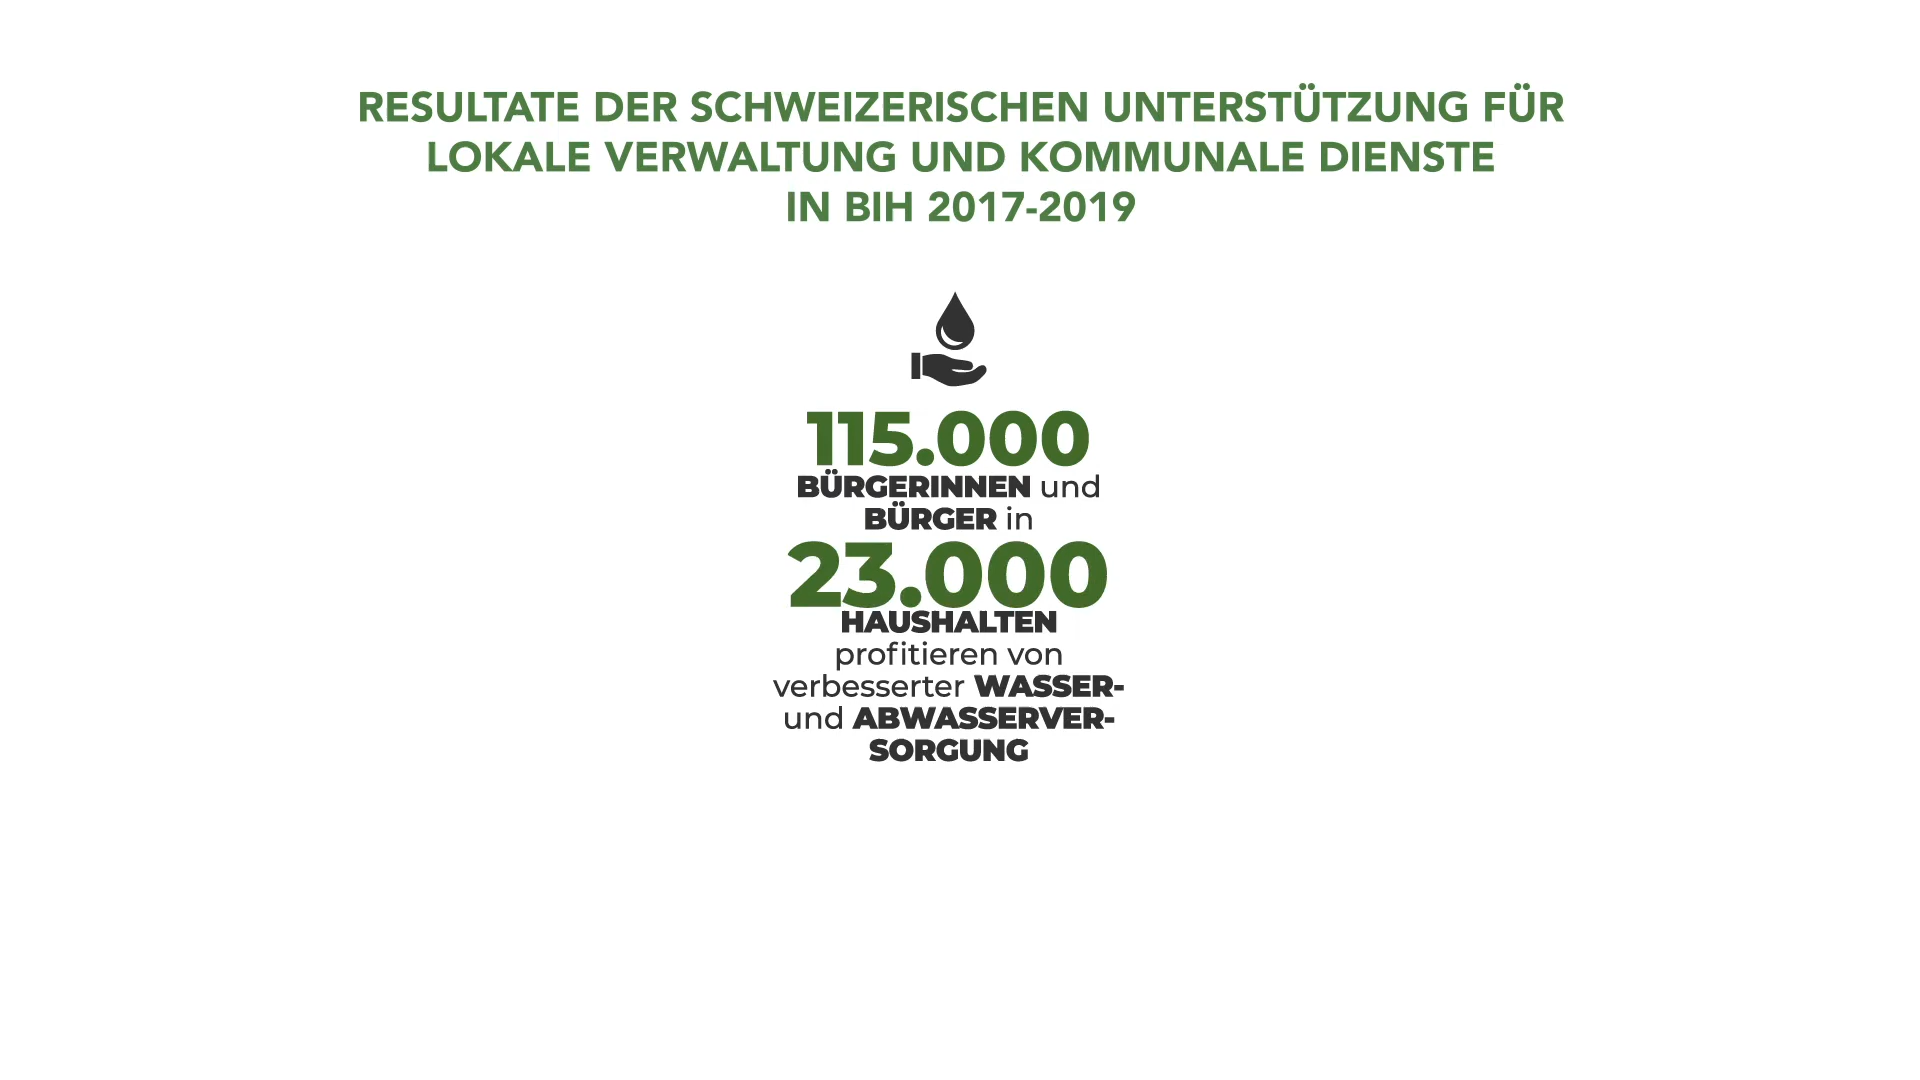 RESULTATE DER SCHWEIZERISCHEN UNTERSTÜTZUNG FÜR
LOKALE VERWALTUNG UND KOMMUNALE DIENSTE
IN BIH 2017-2019
115.000
BÜRGERINNEN und
BÜRGER in
23.000
HAUSHALTEN
profitieren von
verbesserter WASSER-
und ABWASSERVER-
SORGUNG